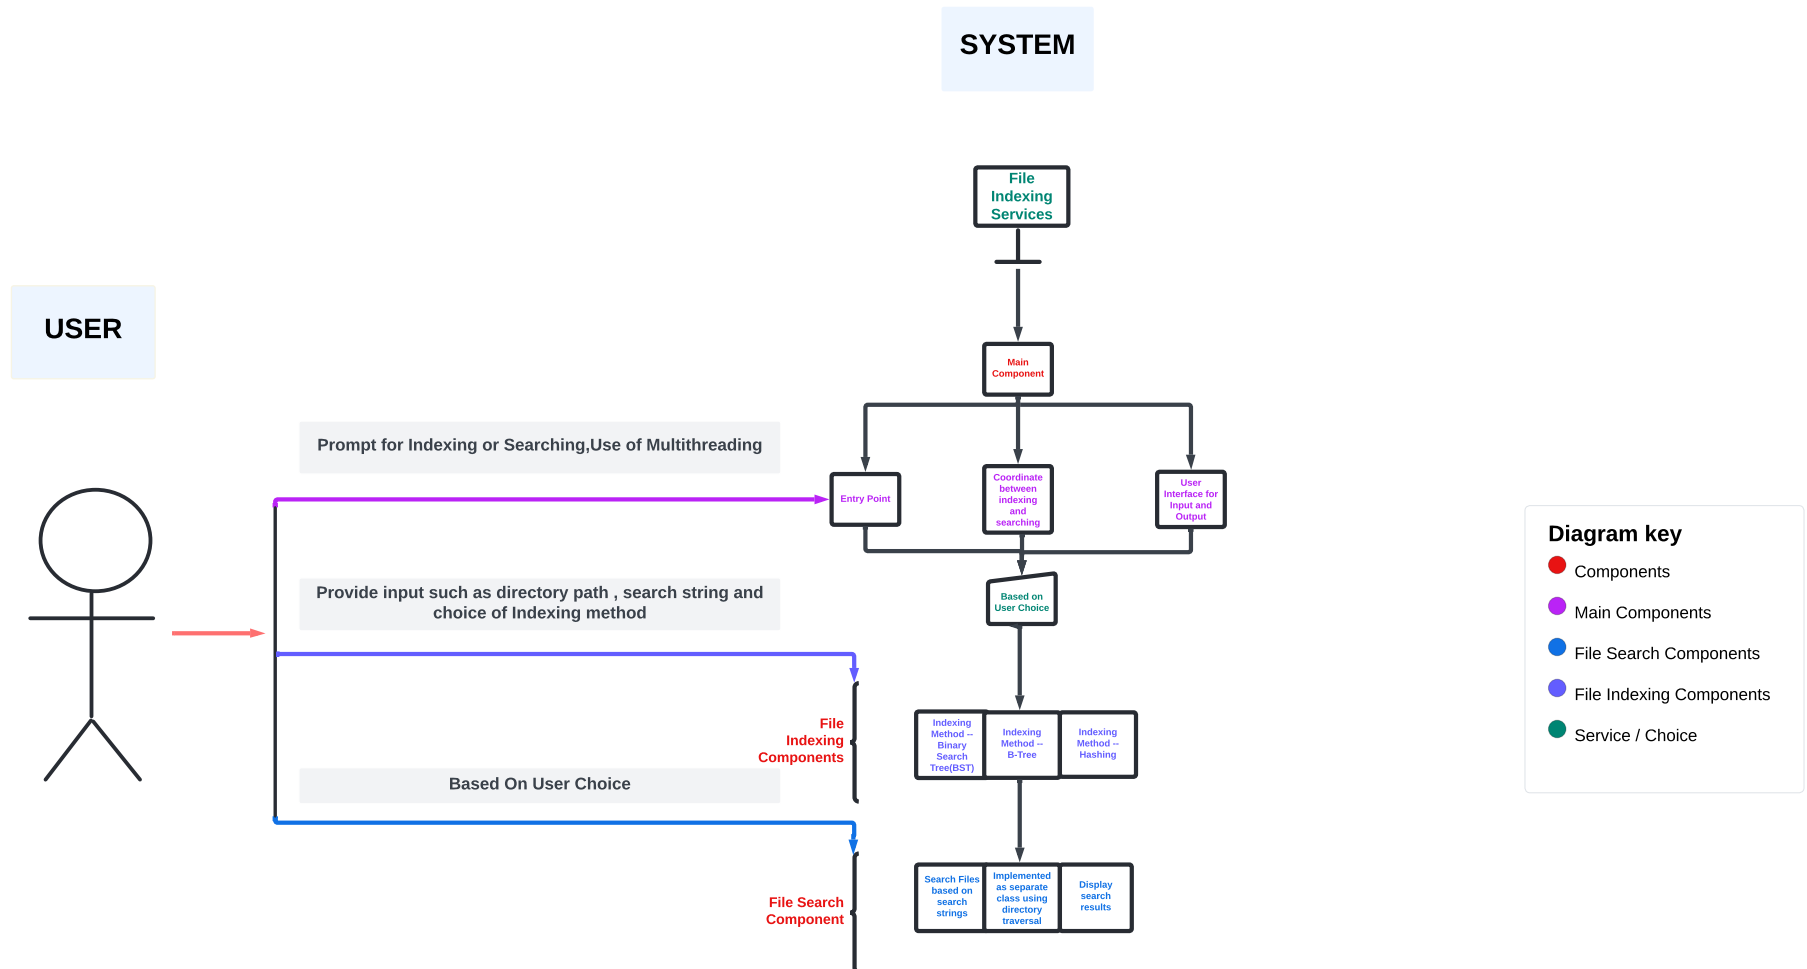 SYSTEM
File
Indexing
Services
USER
Main
Component
Prompt for Indexing or Searching,Use of Multithreading
Entry Point
Coordinate
between
indexing
and
searching
User
Interface for
Input and
Output
Provide input such as directory path , search string and
choice of Indexing method
Based on
User Choice
File
Indexing
Components
Indexing
Method --
Binary
Search
Tree(BST)
Indexing
Method --
B-Tree
Indexing
Method --
Hashing
Based On User Choice
File Search
Component
Search Files
based on
search
strings
Implemented
as separate
class using
directory
traversal
Display
search
results
Diagram key
Components
Main Components
File Search Components
File Indexing Components
Service / Choice